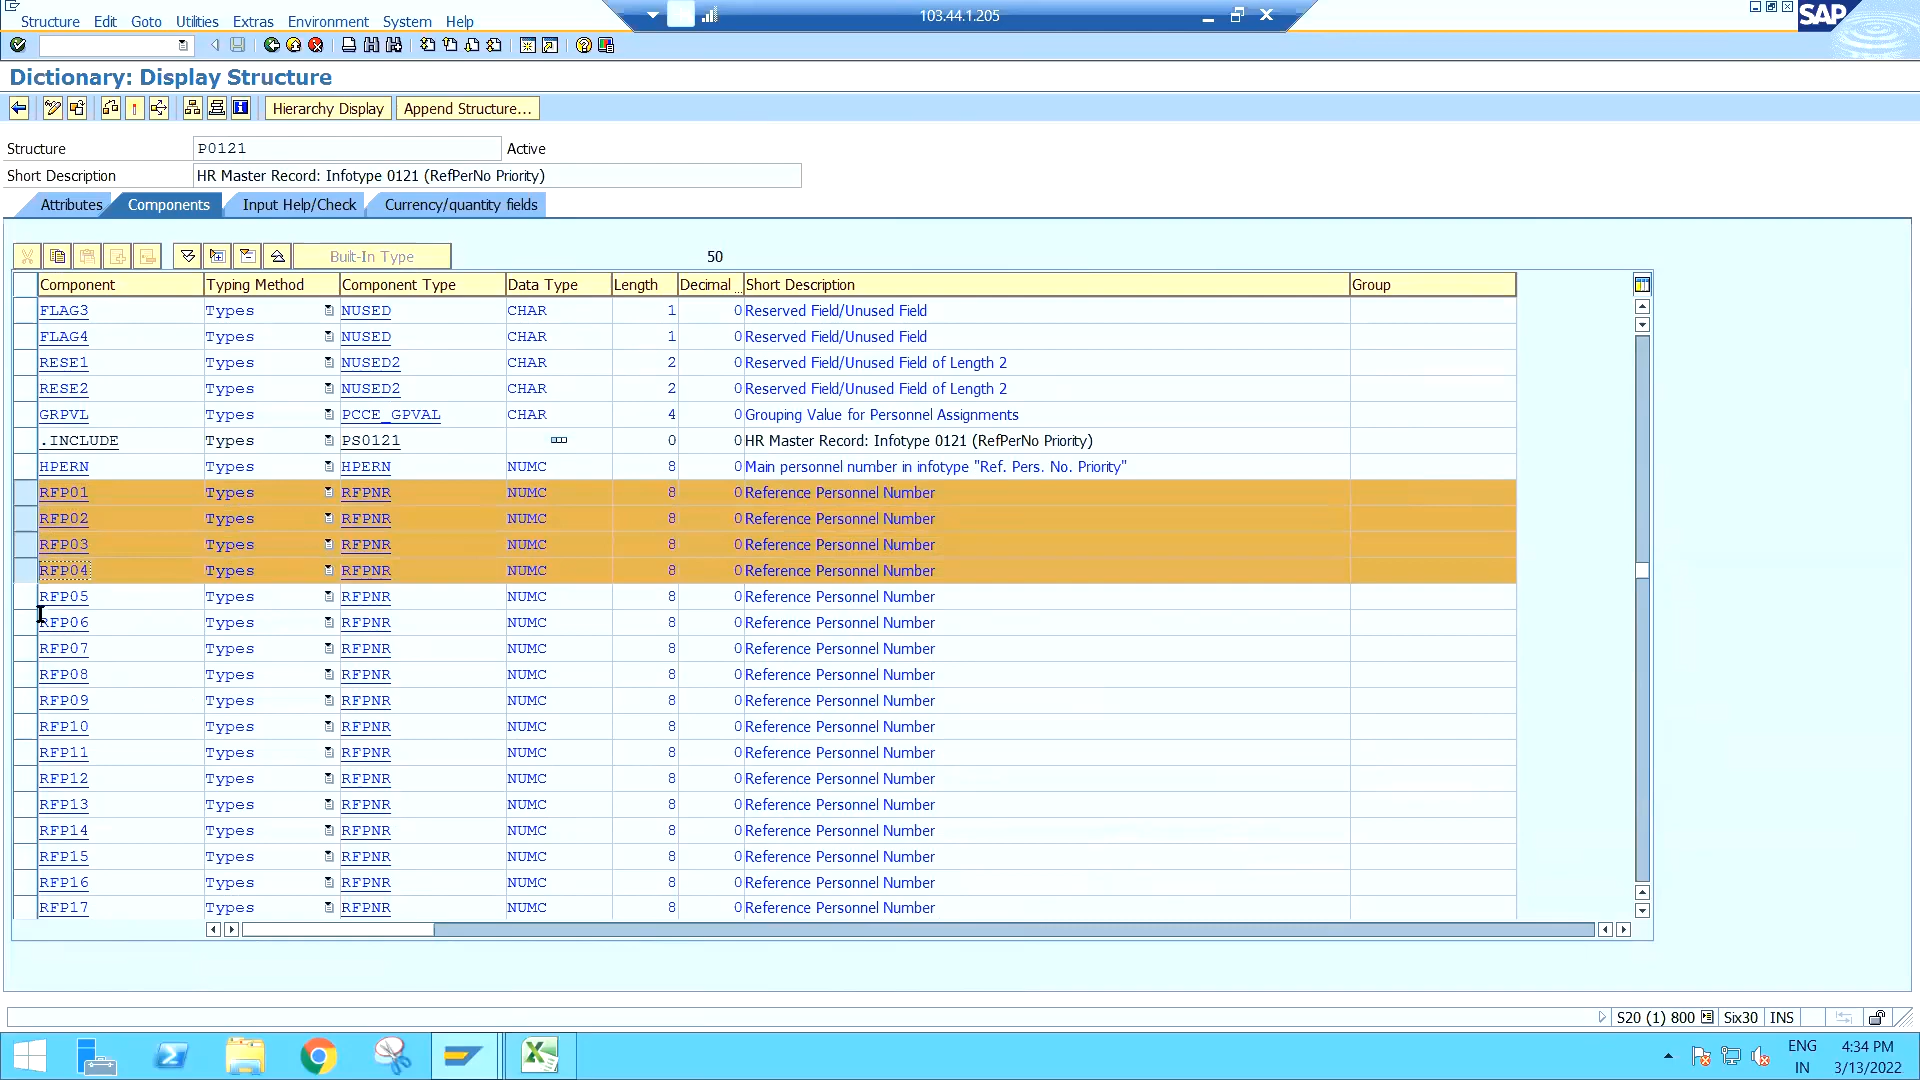 103.44.1.205
Structure Edit Goto Utilities Extras Environment System Help
SAP
Dictionary: Display Structure
Hierarchy Display Append Structure...
Structure P0121 Active
Short Description HR Master Record: Infotype 0121 (RefPerNo Priority)
Attributes Components Input Help/Check Currency/quantity fields
Built-In Type 50
Component Typing Method Component Type Data Type Length Decimal... Short Description Group
FLAG3 Types NUSED CHAR 1 0 Reserved Field/Unused Field
FLAG4 Types NUSED CHAR 1 0 Reserved Field/Unused Field
RESE1 Types NUSED2 CHAR 2 0 Reserved Field/Unused Field of Length 2
RESE2 Types NUSED2 CHAR 2 0 Reserved Field/Unused Field of Length 2
GRPVL Types PCCE_GPVAL CHAR 4 0 Grouping Value for Personnel Assignments
.INCLUDE Types PS0121 0 0 HR Master Record: Infotype 0121 (RefPerNo Priority)
HPERN Types HPERN NUMC 8 0 Main personnel number in infotype "Ref. Pers. No. Priority"
RFP01 Types RFPNR NUMC 8 0 Reference Personnel Number
RFP02 Types RFPNR NUMC 8 0 Reference Personnel Number
RFP03 Types RFPNR NUMC 8 0 Reference Personnel Number
RFP04 Types RFPNR NUMC 8 0 Reference Personnel Number
RFP05 Types RFPNR NUMC 8 0 Reference Personnel Number
RFP06 Types RFPNR NUMC 8 0 Reference Personnel Number
RFP07 Types RFPNR NUMC 8 0 Reference Personnel Number
RFP08 Types RFPNR NUMC 8 0 Reference Personnel Number
RFP09 Types RFPNR NUMC 8 0 Reference Personnel Number
RFP10 Types RFPNR NUMC 8 0 Reference Personnel Number
RFP11 Types RFPNR NUMC 8 0 Reference Personnel Number
RFP12 Types RFPNR NUMC 8 0 Reference Personnel Number
RFP13 Types RFPNR NUMC 8 0 Reference Personnel Number
RFP14 Types RFPNR NUMC 8 0 Reference Personnel Number
RFP15 Types RFPNR NUMC 8 0 Reference Personnel Number
RFP16 Types RFPNR NUMC 8 0 Reference Personnel Number
RFP17 Types RFPNR NUMC 8 0 Reference Personnel Number
S20 (1) 800 Six30 INS
ENG 4:34 PM
IN 3/13/2022